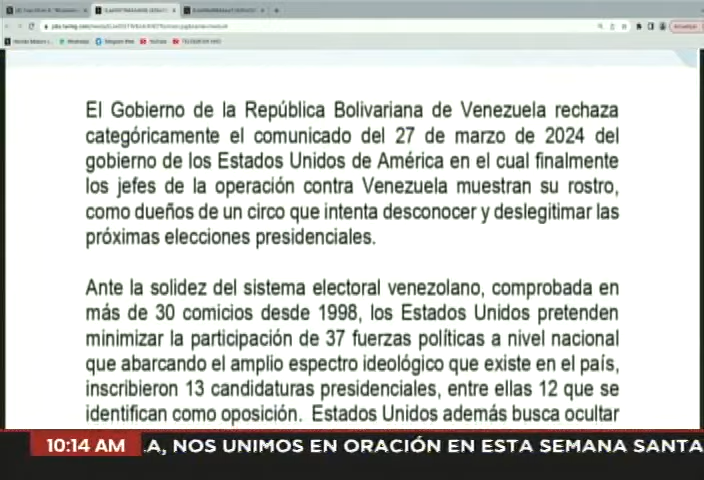 El Gobierno de la República Bolivariana de Venezuela rechaza
categóricamente el comunicado del 27 de marzo de 2024 del
gobierno de los Estados Unidos de América en el cual finalmente
los jefes de la operación contra Venezuela muestran su rostro,
como dueños de un circo que intenta desconocer y deslegitimar las
próximas elecciones presidenciales.
Ante la solidez del sistema electoral venezolano, comprobada en
más de 30 comicios desde 1998, los Estados Unidos pretenden
minimizar la participación de 37 fuerzas políticas a nivel nacional
que abarcando el amplio espectro ideológico que existe en el país,
inscribieron 13 candidaturas presidenciales, entre ellas 12 que se
identifican como oposición. Estados Unidos además busca ocultar
10:14 AM .A, NOS UNIMOS EN ORACIÓN EN ESTA SEMANA SANTA